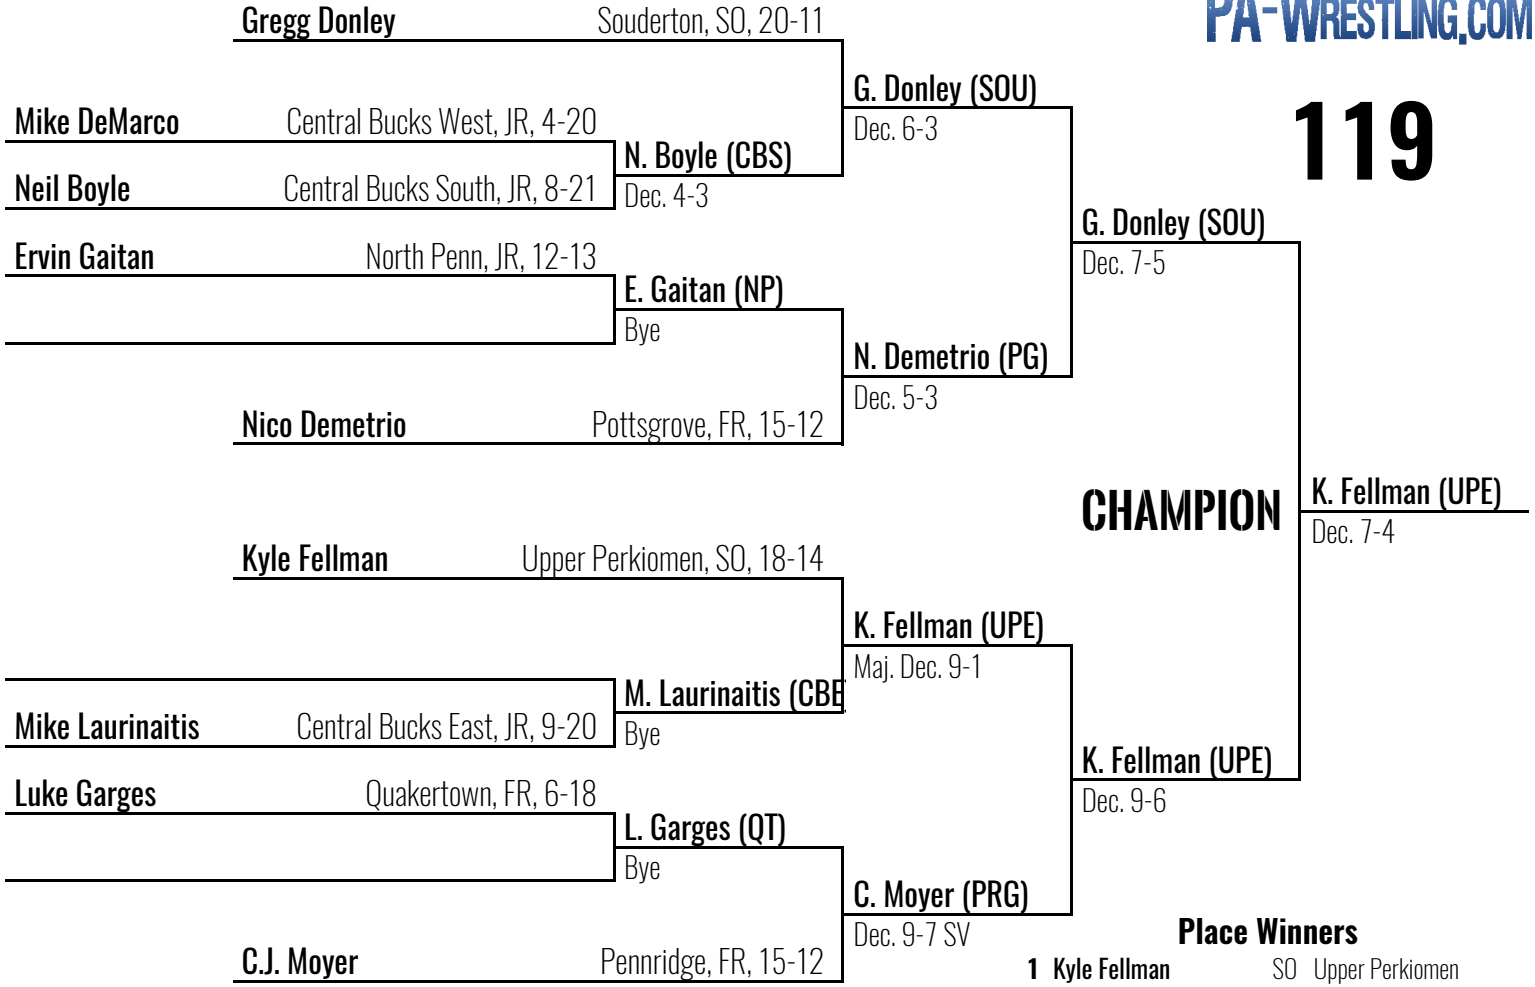 PA-WRESTLING.COM
119
Gregg Donley Souderton, SO, 20-11
G. Donley (SOU)
Dec. 6-3
Mike DeMarco Central Bucks West, JR, 4-20
N. Boyle (CBS)
Dec. 4-3
Neil Boyle Central Bucks South, JR, 8-21
G. Donley (SOU)
Dec. 7-5
Ervin Gaitan North Penn, JR, 12-13
E. Gaitan (NP)
Bye
N. Demetrio (PG)
Dec. 5-3
Nico Demetrio Pottsgrove, FR, 15-12
CHAMPION
K. Fellman (UPE)
Dec. 7-4
Kyle Fellman Upper Perkiomen, SO, 18-14
K. Fellman (UPE)
Maj. Dec. 9-1
M. Laurinaitis (CBE
Bye
Mike Laurinaitis Central Bucks East, JR, 9-20
K. Fellman (UPE)
Dec. 9-6
Luke Garges Quakertown, FR, 6-18
L. Garges (QT)
Bye
C. Moyer (PRG)
Dec. 9-7 SV
C.J. Moyer Pennridge, FR, 15-12
Place Winners
1 Kyle Fellman SO Upper Perkiomen